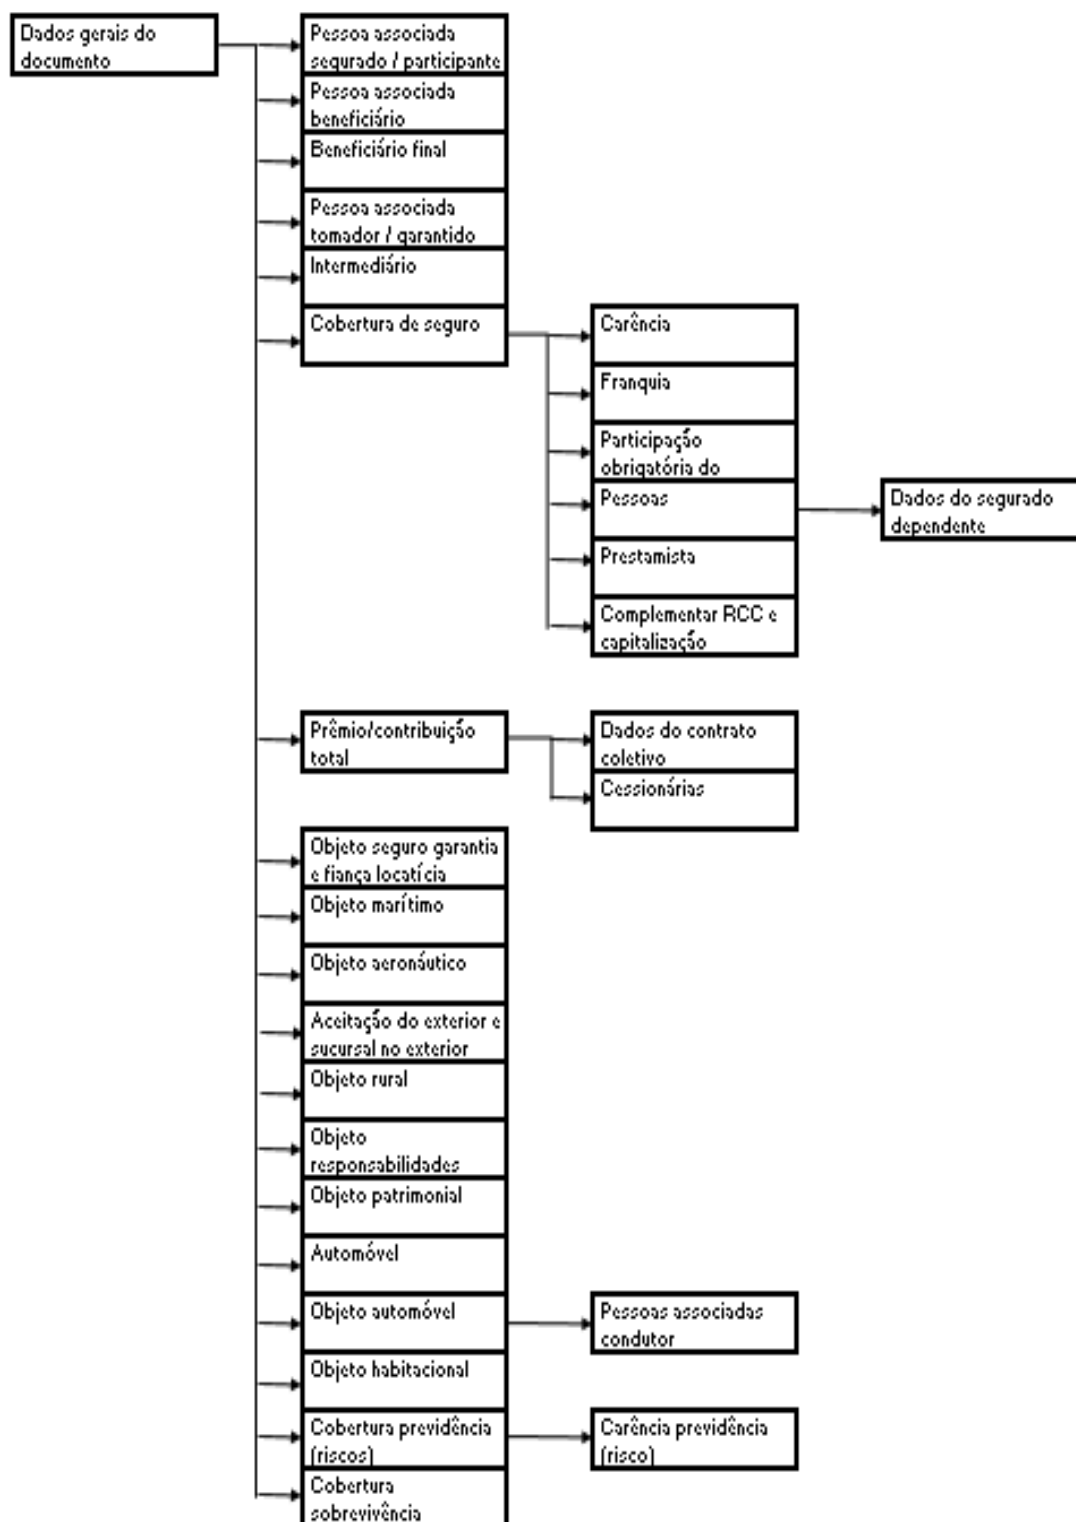 Dados gerais do
documento
Pessoa associada
segurado / participante
Pessoa associada
beneficiário
Beneficiário final
Pessoa associada
tomador / garantido
Intermediário
Cobertura de seguro
Carência
Franquia
Participação
obrigatória do
Pessoas
Dados do segurado
dependente
Prestamista
Complementar RCC e
capitalização
Prêmio/contribuição
total
Dados do contrato
coletivo
Cessionárias
Objeto seguro garantia
e fiança locatícia
Objeto marítimo
Objeto aeronáutico
Aceitação do exterior e
sucursal no exterior
Objeto rural
Objeto
responsabilidades
Objeto patrimonial
Automóvel
Objeto automóvel
Pessoas associadas
condutor
Objeto habitacional
Cobertura previdência
(riscos)
Carência previdência
(risco)
Cobertura
sobrevivência